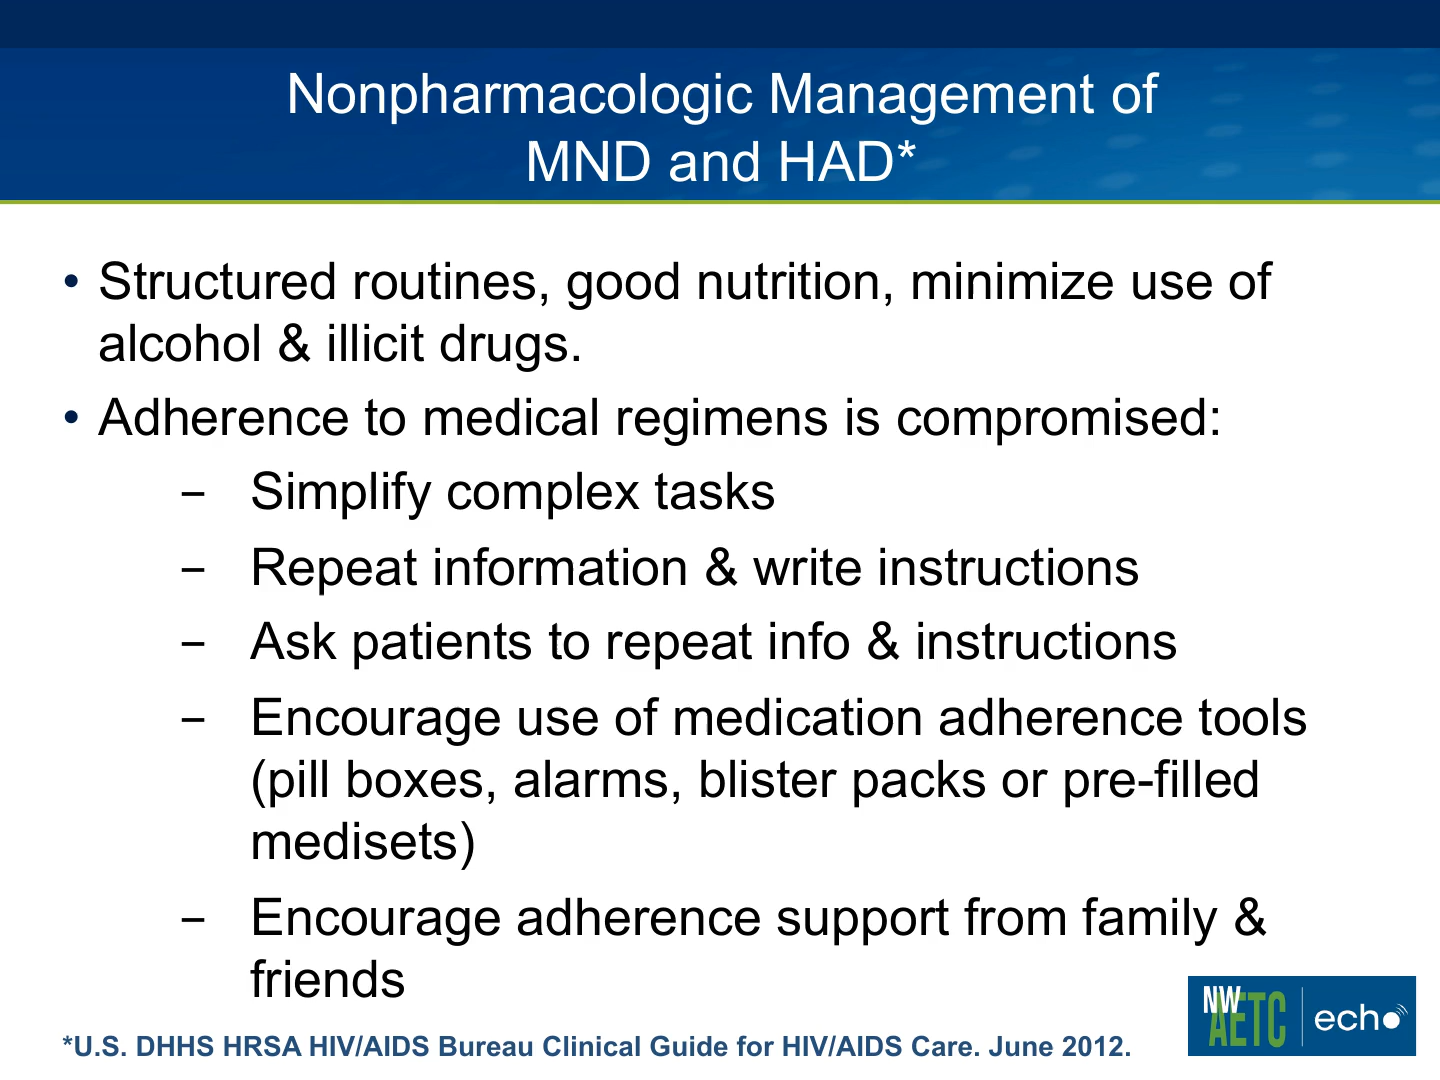 Nonpharmacologic Management of
MND and HAD*
• Structured routines, good nutrition, minimize use of
alcohol & illicit drugs.
• Adherence to medical regimens is compromised:
– Simplify complex tasks
– Repeat information & write instructions
– Ask patients to repeat info & instructions
– Encourage use of medication adherence tools
(pill boxes, alarms, blister packs or pre-filled
medisets)
– Encourage adherence support from family &
friends
*U.S. DHHS HRSA HIV/AIDS Bureau Clinical Guide for HIV/AIDS Care. June 2012.
NW AETC echo